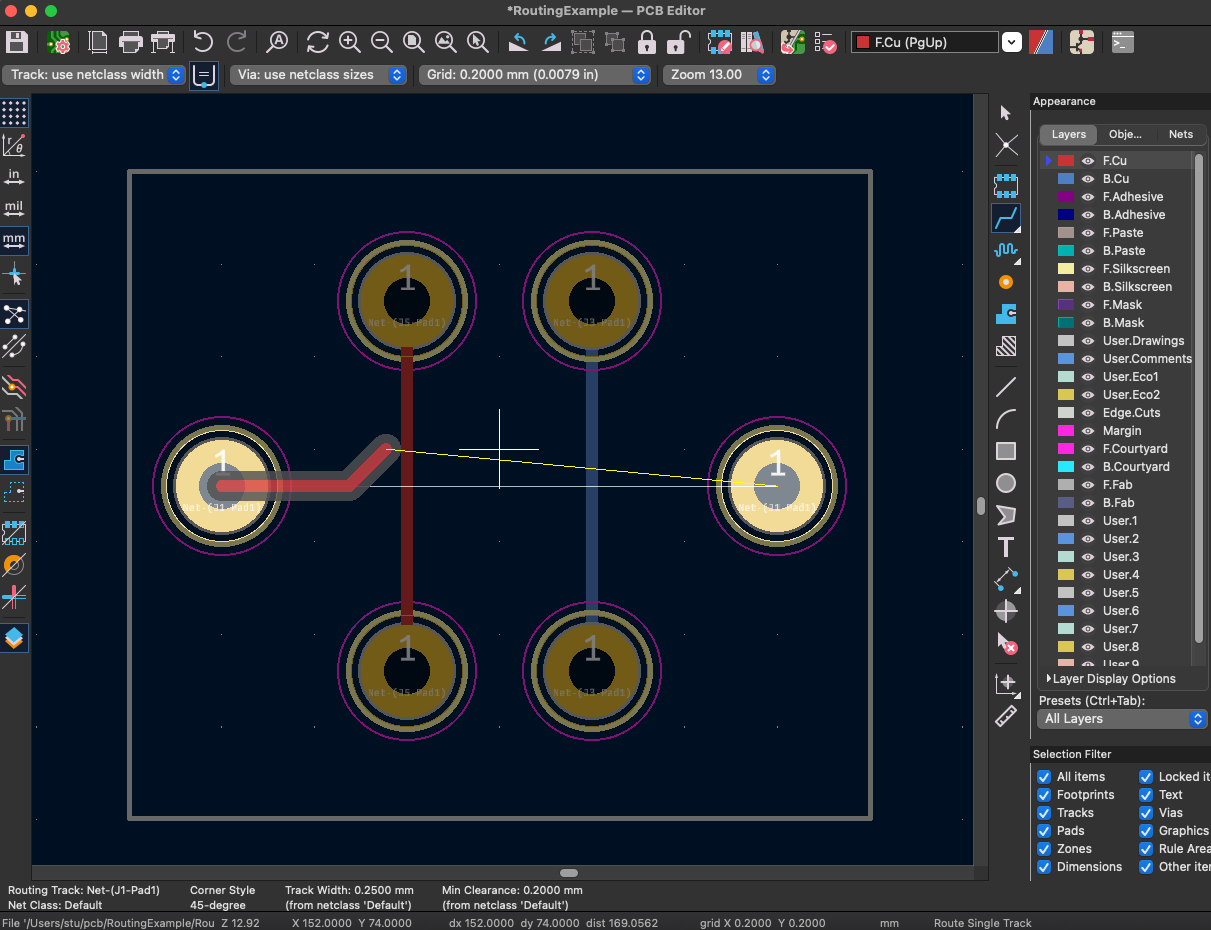 *RoutingExample — PCB Editor
F.Cu (PgUp)
Track: use netclass width
Via: use netclass sizes
Grid: 0.2000 mm (0.0079 in)
Zoom 13.00
in
mil
mm
1
1
Net-(J5-Pad1)
Net-(J3-Pad1)
1
1
Net-(J1-Pad1)
Net-(J1-Pad1)
1
1
Net-(J5-Pad1)
Net-(J3-Pad1)
Appearance
Layers
Obje...
Nets
F.Cu
B.Cu
F.Adhesive
B.Adhesive
F.Paste
B.Paste
F.Silkscreen
B.Silkscreen
F.Mask
B.Mask
User.Drawings
User.Comments
User.Eco1
User.Eco2
Edge.Cuts
Margin
F.Courtyard
B.Courtyard
F.Fab
B.Fab
User.1
User.2
User.3
User.4
User.5
User.6
User.7
User.8
User.9
Layer Display Options
Presets (Ctrl+Tab):
All Layers
Selection Filter
All items
Locked it
Footprints
Text
Tracks
Vias
Pads
Graphics
Zones
Rule Area
Dimensions
Other iter
Routing Track: Net-(J1-Pad1)
Corner Style
Track Width: 0.2500 mm
Min Clearance: 0.2000 mm
Net Class: Default
45-degree
(from netclass 'Default')
(from netclass 'Default')
File '/Users/stu/pcb/RoutingExample/Rou
Z 12.92
X 152.0000 Y 74.0000
dx 152.0000 dy 74.0000 dist 169.0562
grid X 0.2000 Y 0.2000
mm
Route Single Track